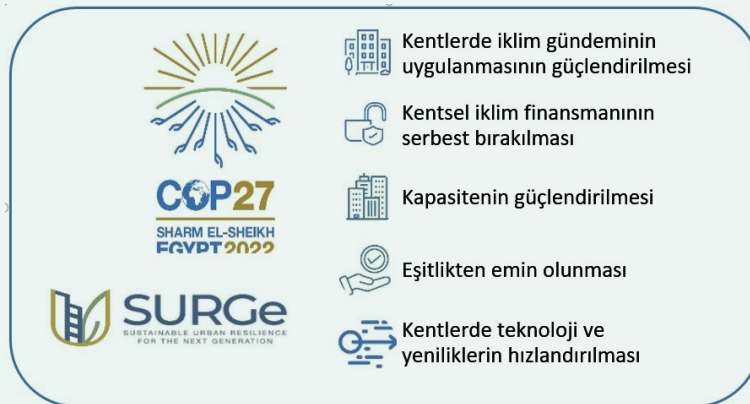 COP27
SHARM EL-SHEIKH
EGYPT 2022
SURGe
SUSTAINABLE URBAN RESILIENCE
FOR THE NEXT GENERATION
Kentlerde iklim gündeminin
uygulanmasının güçlendirilmesi
Kentsel iklim finansmanının
serbest bırakılması
Kapasitenin güçlendirilmesi
Eşitlikten emin olunması
Kentlerde teknoloji ve
yeniliklerin hızlandırılması